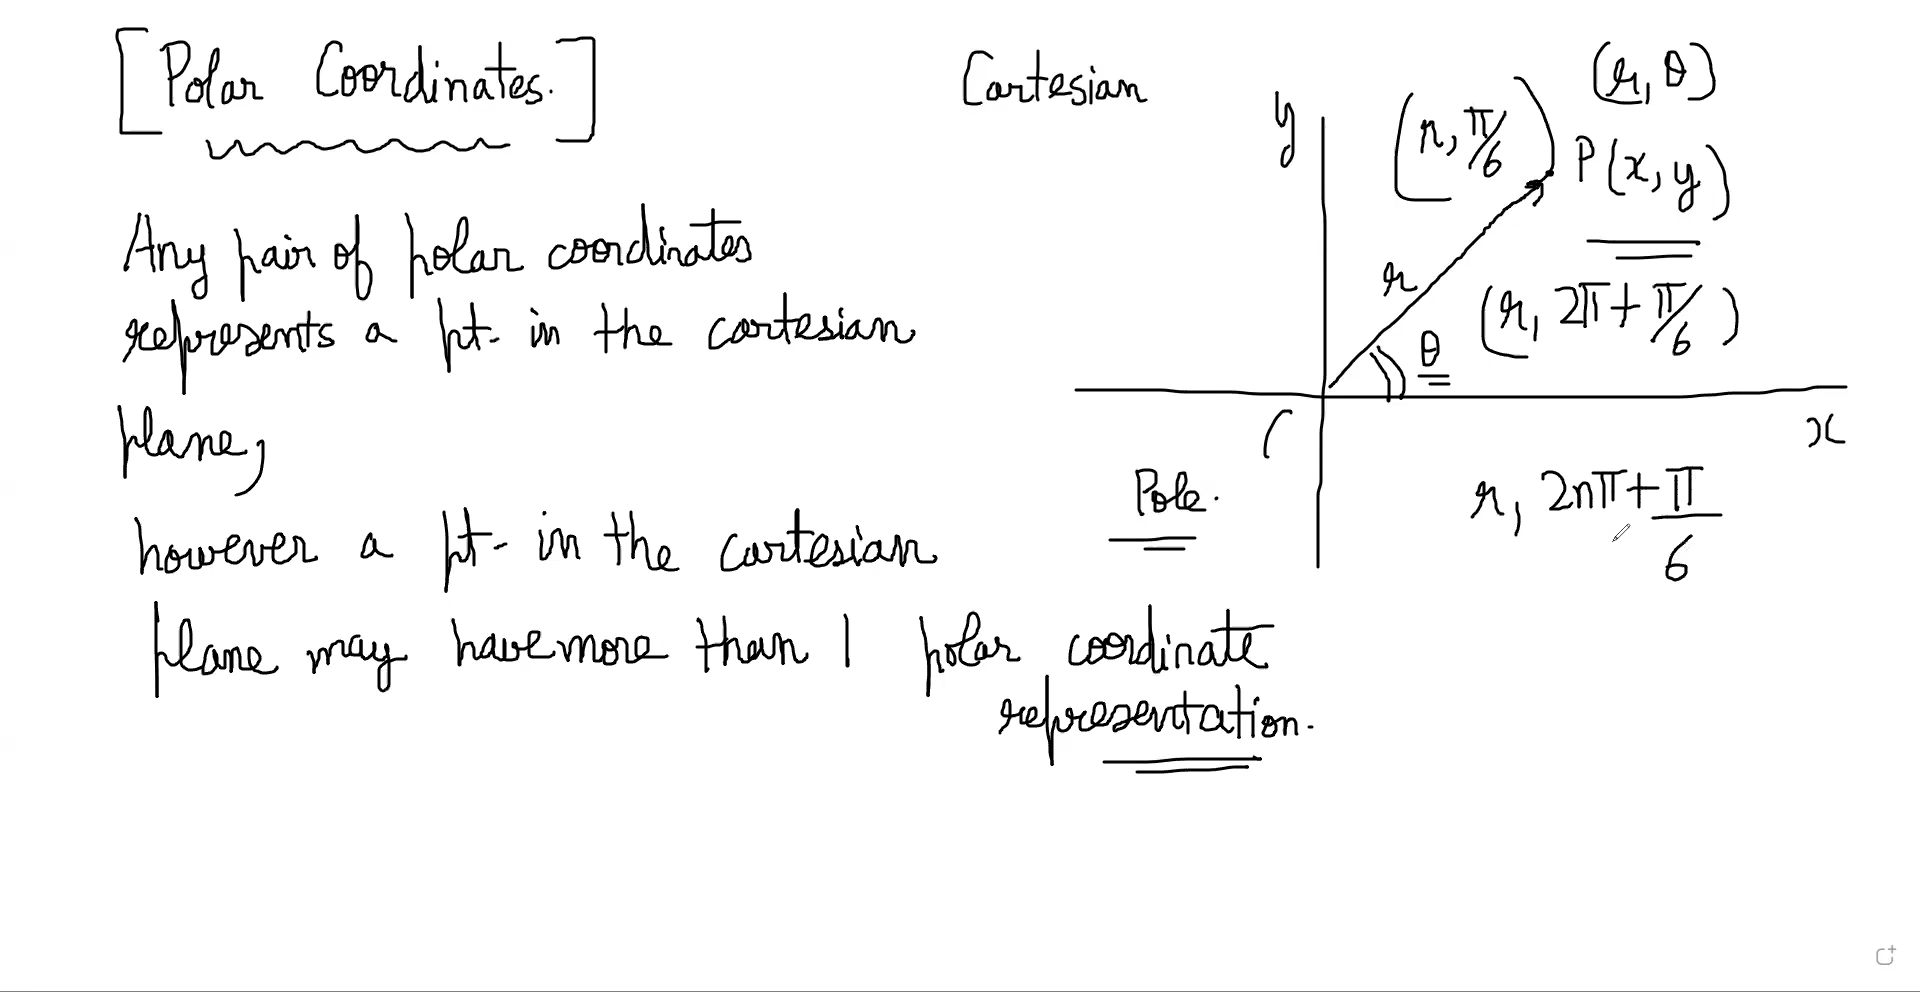 [Polar Coordinates.]
Any pair of polar coordinates
represents a pt. in the cartesian
plane,
however a pt. in the cartesian
plane may have more than 1 polar coordinate
representation.
Cartesian
y
(r, π/6)
(r, θ)
P(x, y)
r
(r, 2π + π/6)
θ
(
x
Pole.
r, 2nπ + π/6